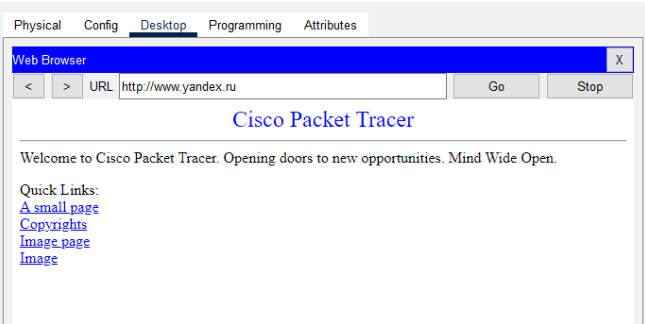 Physical Config Desktop Programming Attributes
Web Browser X
< > URL http://www.yandex.ru Go Stop
Cisco Packet Tracer
Welcome to Cisco Packet Tracer. Opening doors to new opportunities. Mind Wide Open.
Quick Links:
A small page
Copyrights
Image page
Image